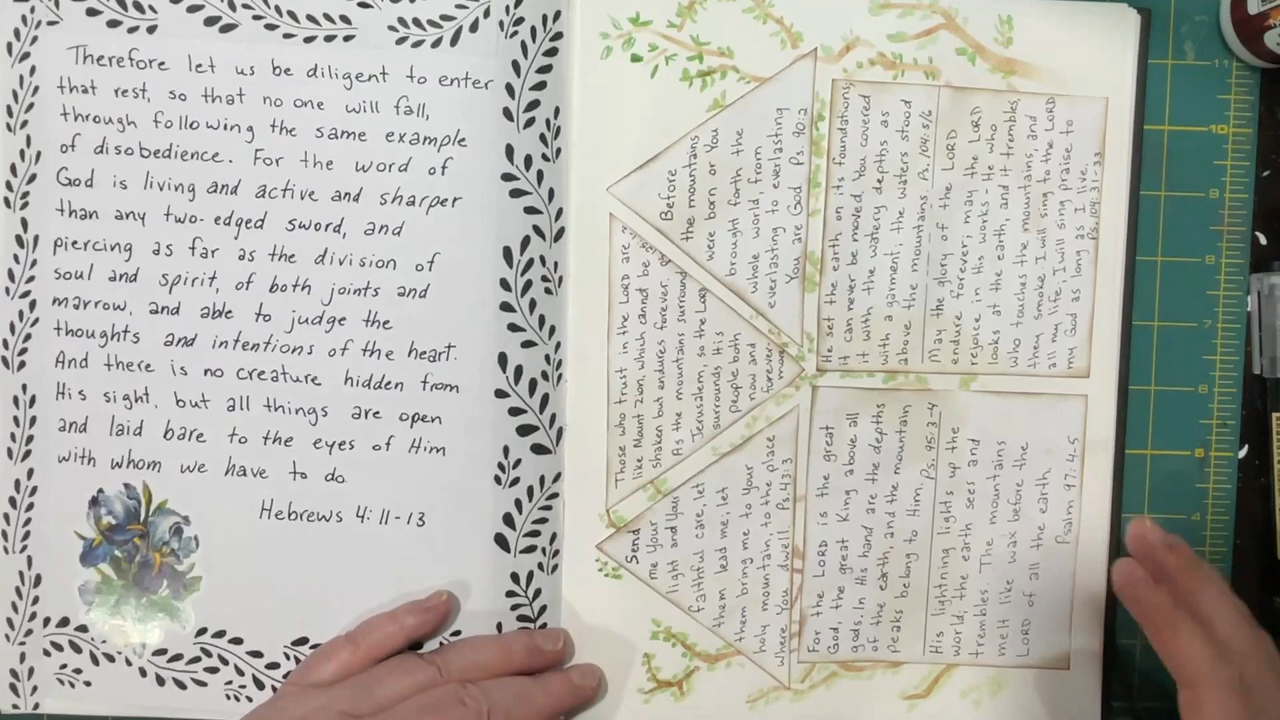 Therefore let us be diligent to enter
that rest, so that no one will fall,
through following the same example
of disobedience. For the word of
God is living and active and sharper
than any two-edged sword, and
piercing as far as the division of
soul and spirit, of both joints and
marrow, and able to judge the
thoughts and intentions of the heart.
And there is no creature hidden from
His sight, but all things are open
and laid bare to the eyes of Him
with whom we have to do.
Hebrews 4:11-13
Send
me Your
light and Your
faithful care, let
them lead me; let
them bring me to Your
holy mountain, to the place
where You dwell. Ps. 43:3
Those who trust in the LORD are
like Mount Zion, which cannot be
shaken but endures forever.
As the mountains surround
Jerusalem, so the LORD
surrounds His
people both
now and
forever-
more.
Before
the mountains
were born or You
brought forth the
whole world, from
everlasting to everlasting
You are God. Ps. 90:2
For the LORD is the great
God, the great King above all
gods. In His hand are the depths
of the earth, and the mountain
peaks belong to Him. Ps. 95:3-4
His lightning lights up the
world; the earth sees and
trembles. The mountains
melt like wax before the
LORD of all the earth.
Psalm 97:4-5
He set the earth on its foundations;
it can never be moved. You covered
it with the watery depths as
with a garment; the waters stood
above the mountains. Ps. 104:5/6
May the glory of the LORD
endure forever; may the LORD
rejoice in His works - He who
looks at the earth, and it trembles,
who touches the mountains, and
they smoke. I will sing to the LORD
all my life; I will sing praise to
my God as long as I live.
Ps. 104:31-33
11
10
9
8
7
6
5
4